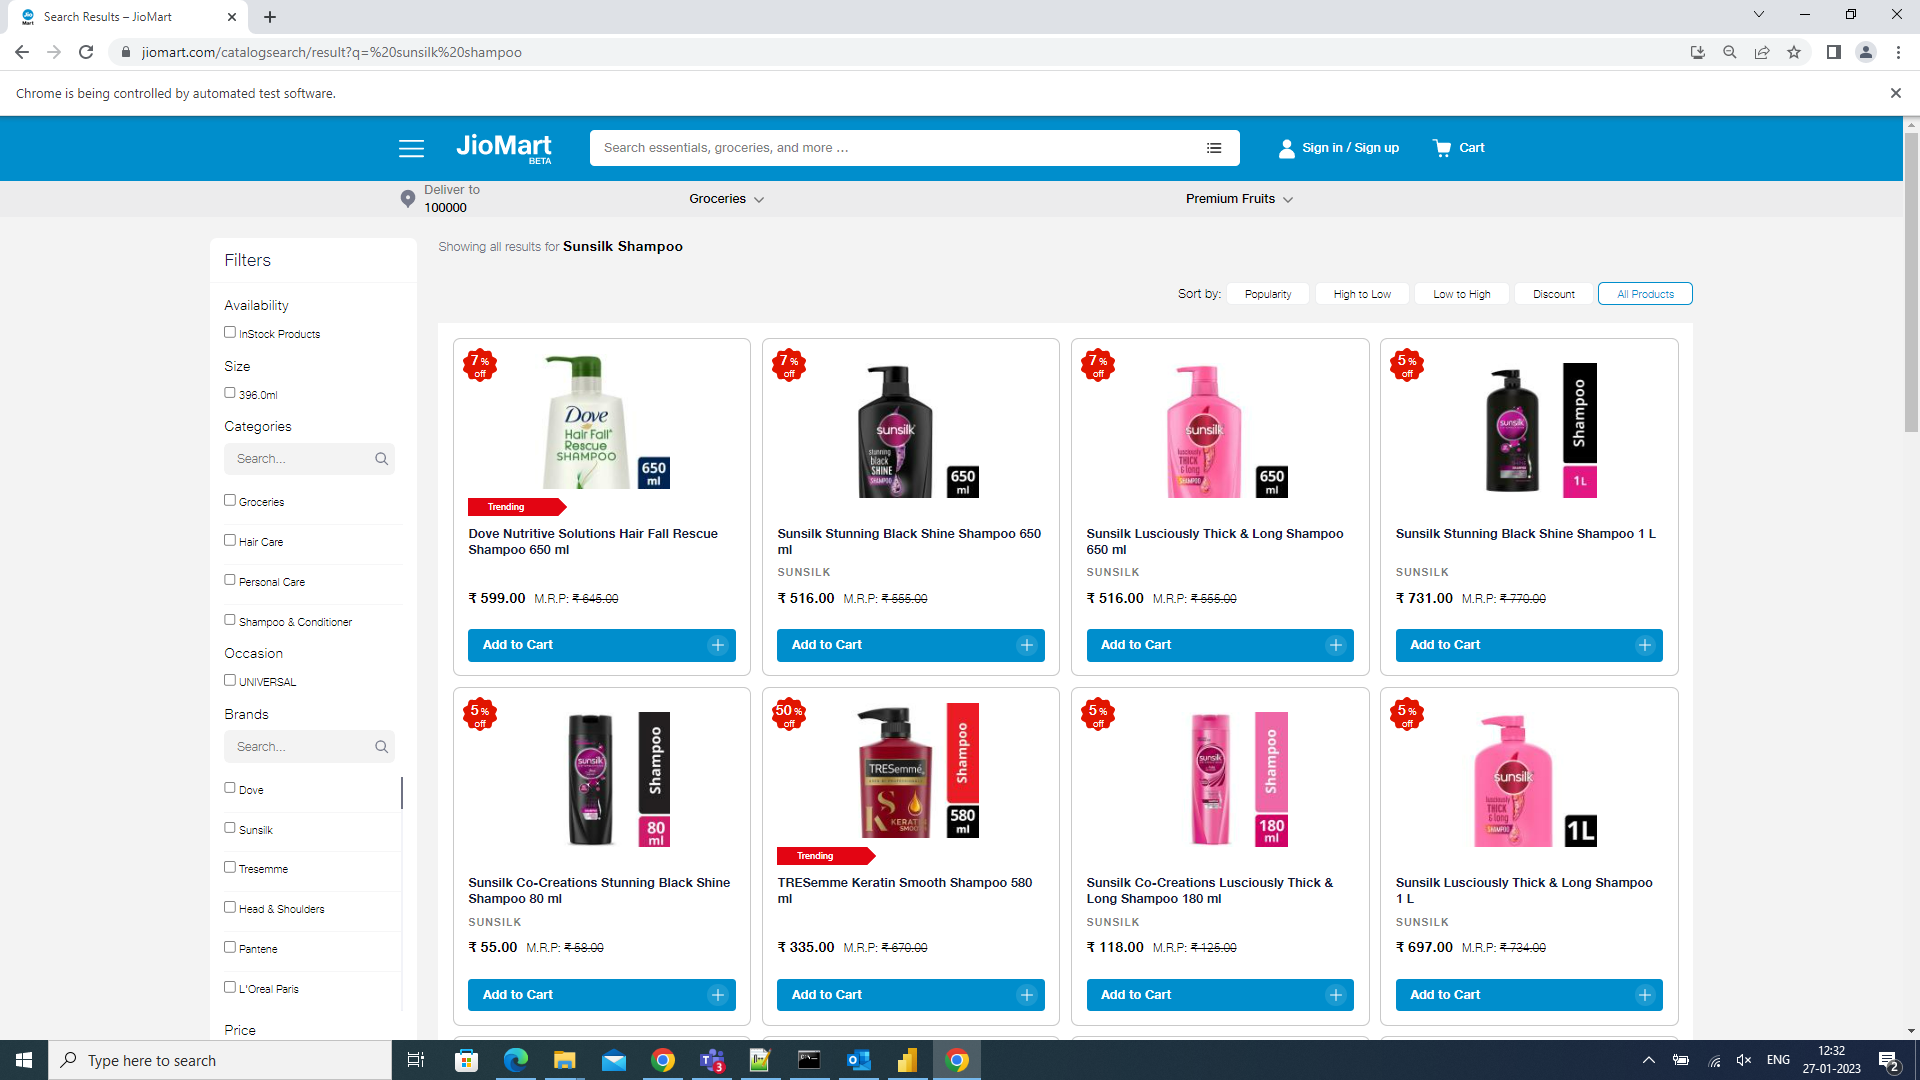 Search Results – JioMart
jiomart.com/catalogsearch/result?q=%20sunsilk%20shampoo
Chrome is being controlled by automated test software.
JioMart
BETA
Search essentials, groceries, and more ...
Sign in / Sign up
Cart
Deliver to
100000
Groceries
Premium Fruits
Filters
Availability
InStock Products
Size
396.0ml
Categories
Search...
Groceries
Hair Care
Personal Care
Shampoo & Conditioner
Occasion
UNIVERSAL
Brands
Search...
Dove
Sunsilk
Tresemme
Head & Shoulders
Pantene
L'Oreal Paris
Price
Showing all results for Sunsilk Shampoo
Sort by:
Popularity
High to Low
Low to High
Discount
All Products
7 %
off
Dove
Hair Fall
Rescue
SHAMPOO
650
ml
Trending
Dove Nutritive Solutions Hair Fall Rescue
Shampoo 650 ml
₹ 599.00 M.R.P: ₹ 645.00
Add to Cart
7 %
off
sunsilk
stunning
black
SHINE
SHAMPOO
650
ml
Sunsilk Stunning Black Shine Shampoo 650
ml
SUNSILK
₹ 516.00 M.R.P: ₹ 555.00
Add to Cart
7 %
off
sunsilk
lusciously
THICK
& long
SHAMPOO
650
ml
Sunsilk Lusciously Thick & Long Shampoo
650 ml
SUNSILK
₹ 516.00 M.R.P: ₹ 555.00
Add to Cart
5 %
off
sunsilk
Shampoo
1L
Sunsilk Stunning Black Shine Shampoo 1 L
SUNSILK
₹ 731.00 M.R.P: ₹ 770.00
Add to Cart
5 %
off
sunsilk
Shampoo
80
ml
Sunsilk Co-Creations Stunning Black Shine
Shampoo 80 ml
SUNSILK
₹ 55.00 M.R.P: ₹ 58.00
Add to Cart
50 %
off
TRESemmé
KS
KERATIN
SMOOTH
Shampoo
580
ml
Trending
TRESemme Keratin Smooth Shampoo 580
ml
₹ 335.00 M.R.P: ₹ 670.00
Add to Cart
5 %
off
sunsilk
Shampoo
180
ml
Sunsilk Co-Creations Lusciously Thick &
Long Shampoo 180 ml
SUNSILK
₹ 118.00 M.R.P: ₹ 125.00
Add to Cart
5 %
off
sunsilk
lusciously
THICK
& long
SHAMPOO
1L
Sunsilk Lusciously Thick & Long Shampoo
1 L
SUNSILK
₹ 697.00 M.R.P: ₹ 734.00
Add to Cart
Type here to search
3
ENG
12:32
27-01-2023
2